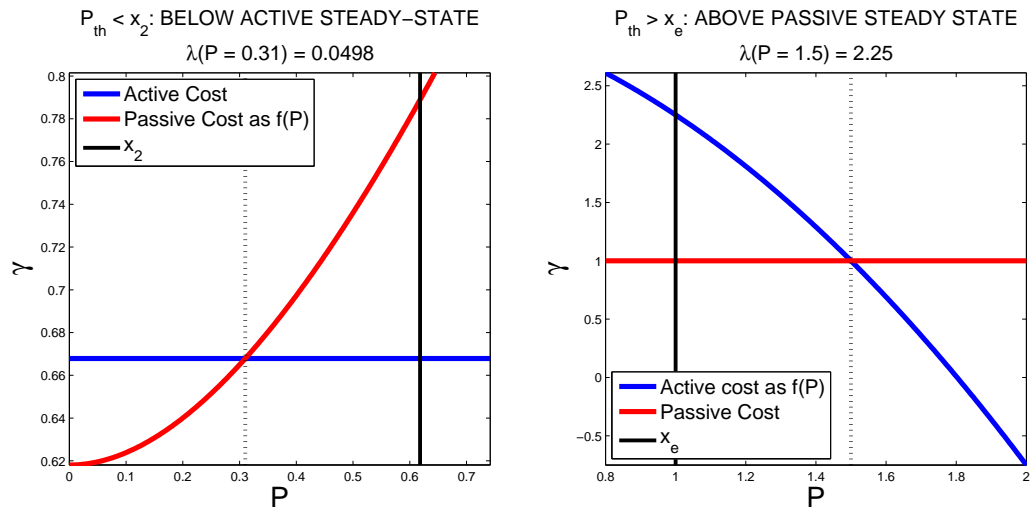 P_th < x_2: BELOW ACTIVE STEADY−STATE
λ(P = 0.31) = 0.0498
0.8
0.78
0.76
0.74
0.72
0.7
0.68
0.66
0.64
0.62
γ
Active Cost
Passive Cost as f(P)
x_2
0 0.1 0.2 0.3 0.4 0.5 0.6 0.7
P
P_th > x_e: ABOVE PASSIVE STEADY STATE
λ(P = 1.5) = 2.25
2.5
2
1.5
1
0.5
0
−0.5
γ
Active cost as f(P)
Passive Cost
x_e
0.8 1 1.2 1.4 1.6 1.8 2
P